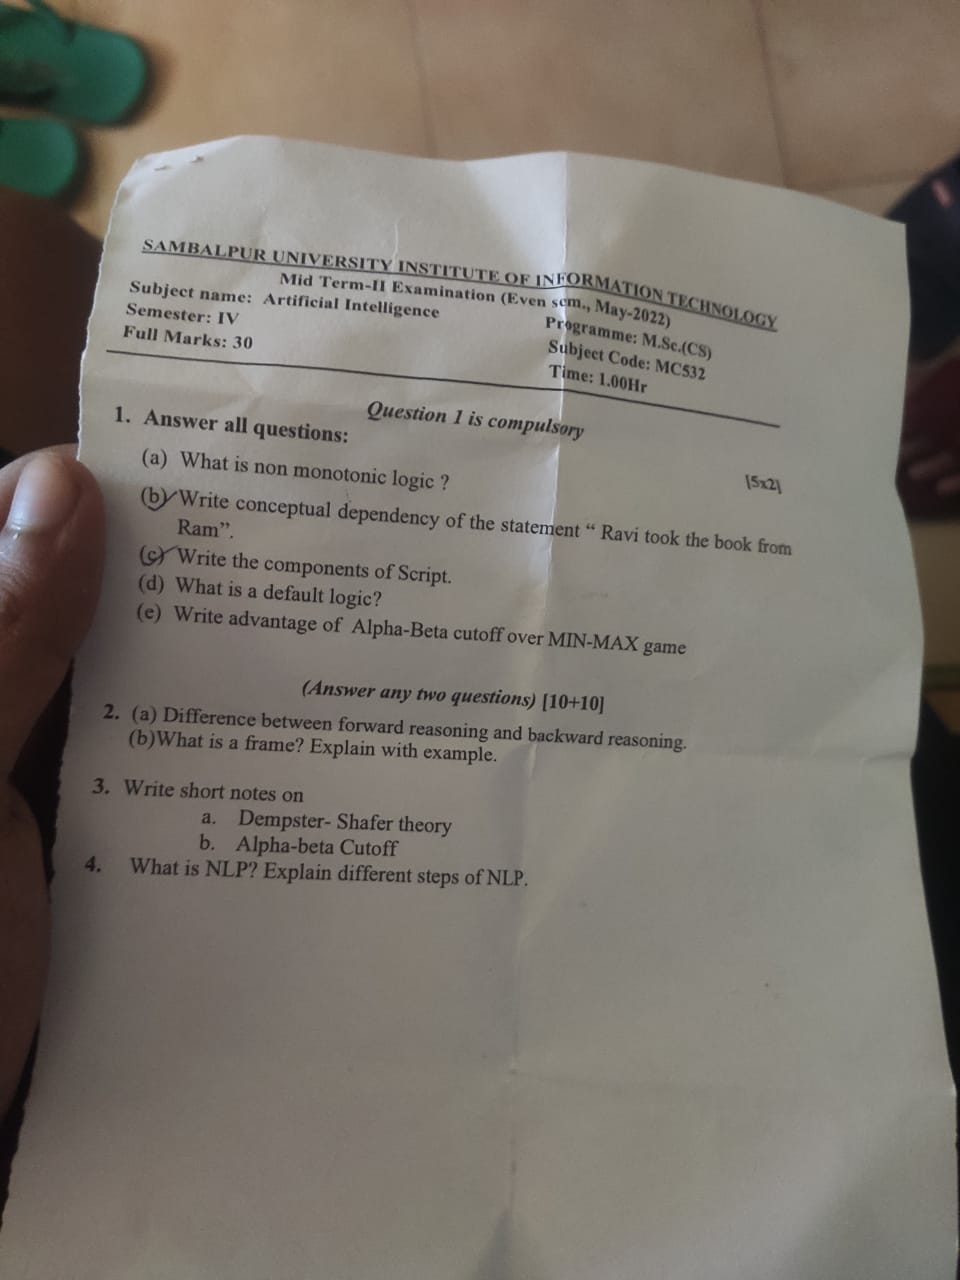 SAMBALPUR UNIVERSITY INSTITUTE OF INFORMATION TECHNOLOGY
Mid Term-II Examination (Even sem., May-2022)
Subject name: Artificial Intelligence
Programme: M.Sc.(CS)
Semester: IV
Subject Code: MC532
Full Marks: 30
Time: 1.00Hr
Question 1 is compulsory
1. Answer all questions:
[5x2]
(a) What is non monotonic logic ?
(b) Write conceptual dependency of the statement “ Ravi took the book from
Ram”.
(c) Write the components of Script.
(d) What is a default logic?
(e) Write advantage of Alpha-Beta cutoff over MIN-MAX game
(Answer any two questions) [10+10]
2. (a) Difference between forward reasoning and backward reasoning.
(b)What is a frame? Explain with example.
3. Write short notes on
a. Dempster- Shafer theory
b. Alpha-beta Cutoff
4. What is NLP? Explain different steps of NLP.